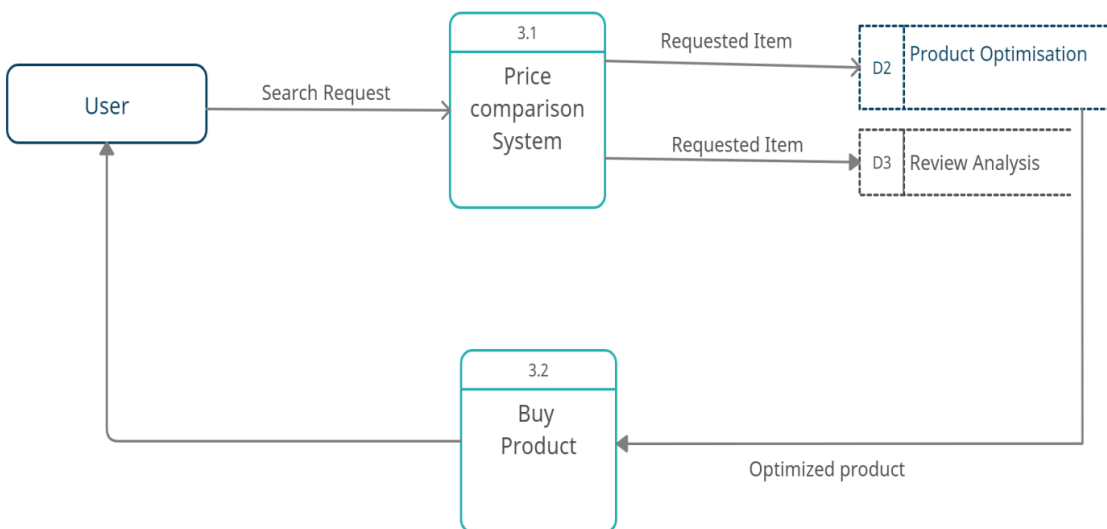 3.1
Requested Item
D2
Product Optimisation
User
Search Request
Price
comparison
System
Requested Item
D3
Review Analysis
3.2
Buy
Product
Optimized product